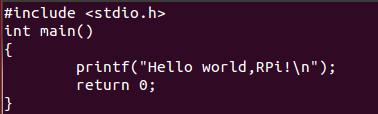 #include <stdio.h>
int main()
{
        printf("Hello world,RPi!\n");
        return 0;
}